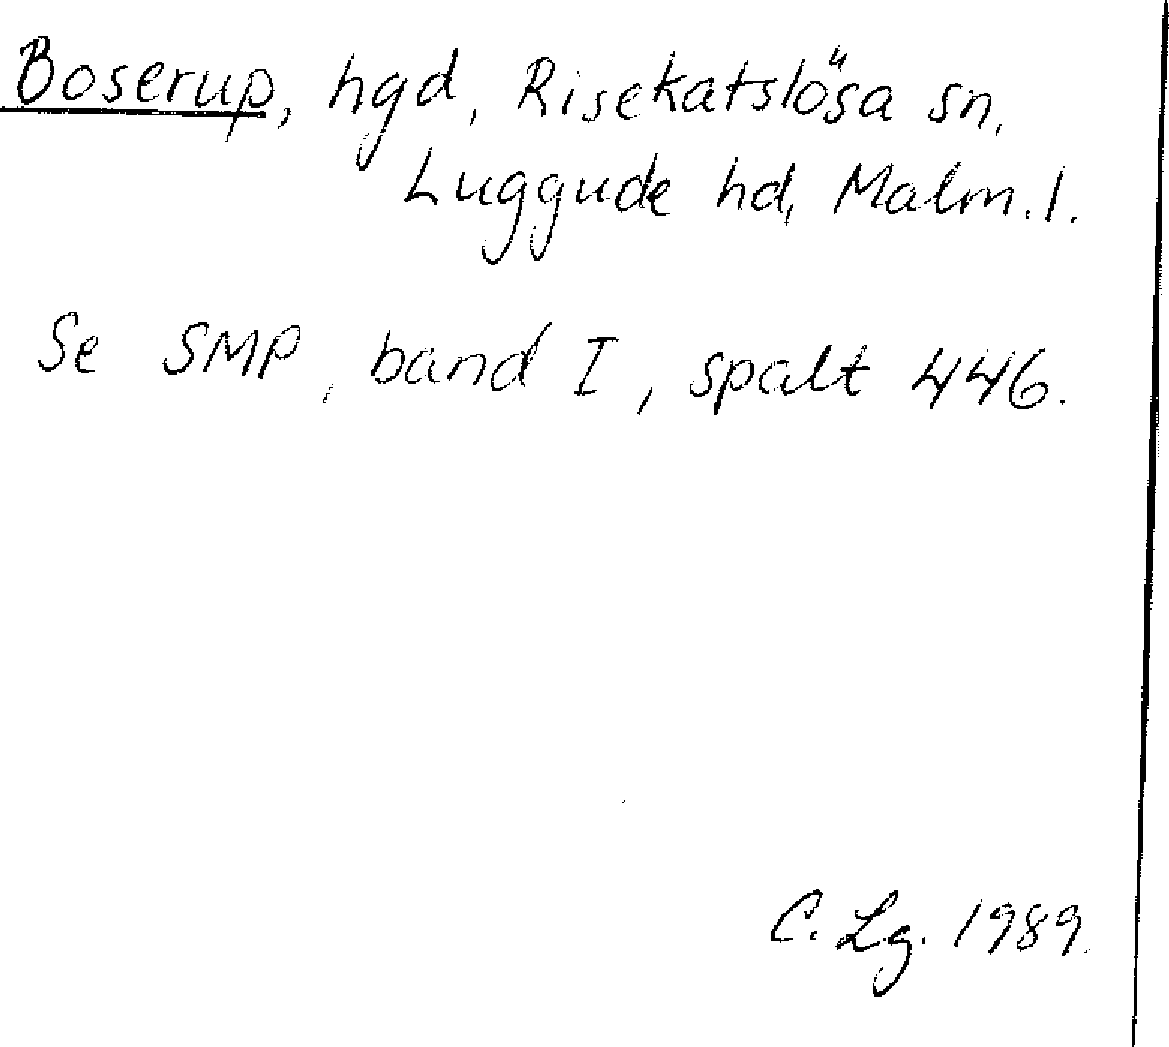 Boserup, hgd, Risekatslösa sn,
Luggude hd, Malm. l.
Se SMP, band I, spalt 446.
C. Lg. 1989.